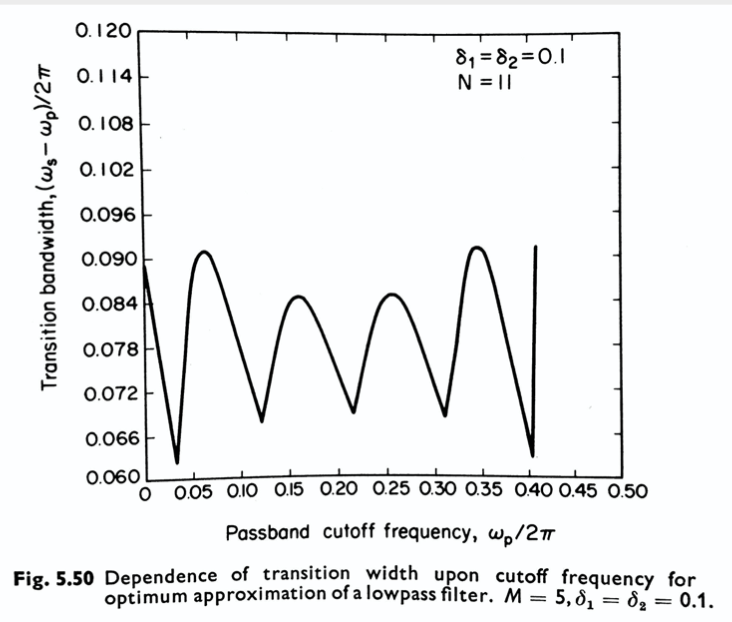 0.120
0.114
0.108
0.102
0.096
0.090
0.084
0.078
0.072
0.066
0.060
Transition bandwidth, (ωs − ωp)/2π
δ1 = δ2 = 0.1
N = 11
0 0.05 0.10 0.15 0.20 0.25 0.30 0.35 0.40 0.45 0.50
Passband cutoff frequency, ωp/2π
Fig. 5.50 Dependence of transition width upon cutoff frequency for
optimum approximation of a lowpass filter. M = 5, δ1 = δ2 = 0.1.